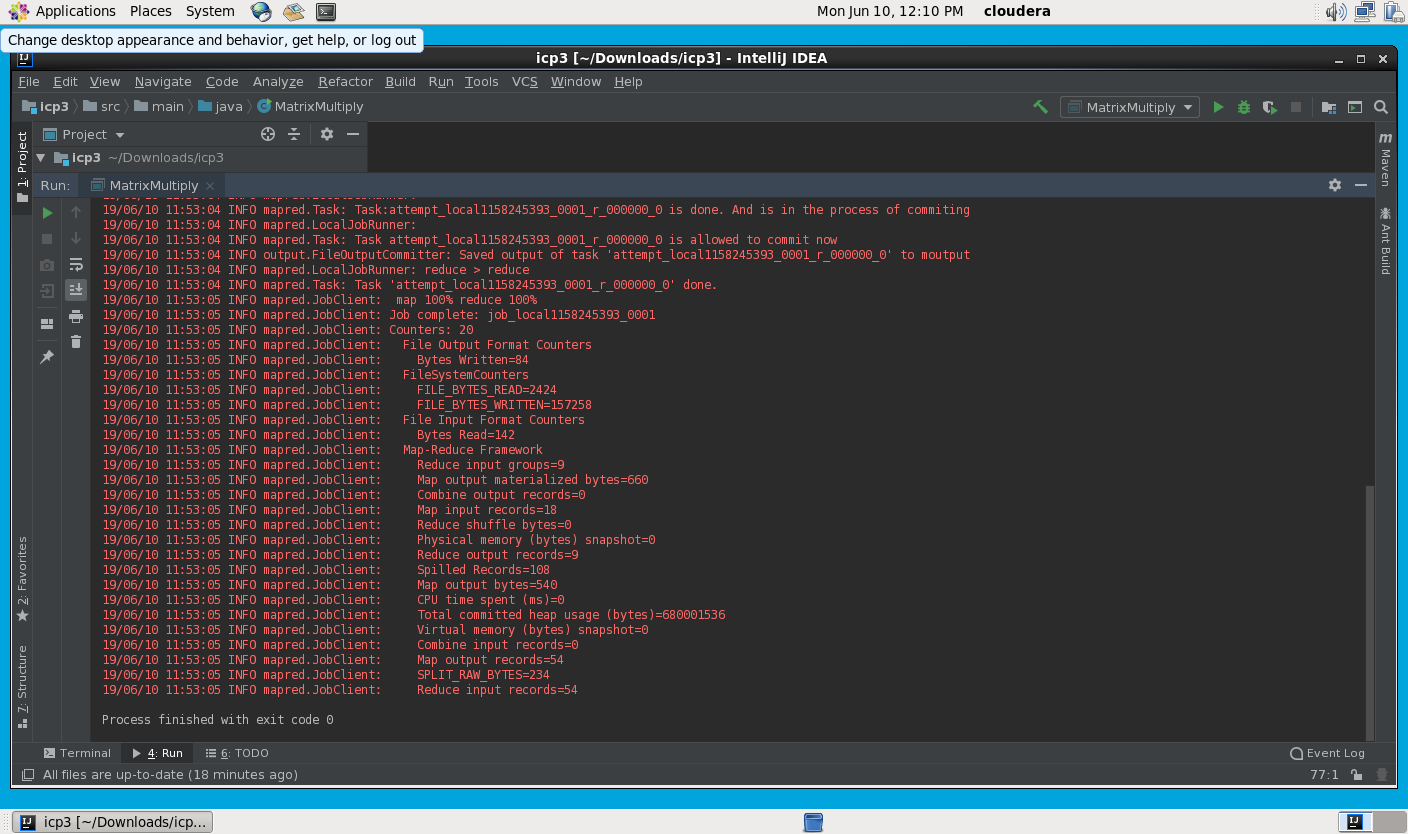 Applications Places System Mon Jun 10, 12:10 PM cloudera
Change desktop appearance and behavior, get help, or log out
icp3 [~/Downloads/icp3] - IntelliJ IDEA
File Edit View Navigate Code Analyze Refactor Build Run Tools VCS Window Help
icp3 src main java MatrixMultiply MatrixMultiply
Project
icp3 ~/Downloads/icp3
1: Project
Maven
Ant Build
Run: MatrixMultiply
19/06/10 11:53:04 INFO mapred.Task: Task:attempt_local1158245393_0001_r_000000_0 is done. And is in the process of commiting
19/06/10 11:53:04 INFO mapred.LocalJobRunner:
19/06/10 11:53:04 INFO mapred.Task: Task attempt_local1158245393_0001_r_000000_0 is allowed to commit now
19/06/10 11:53:04 INFO output.FileOutputCommitter: Saved output of task 'attempt_local1158245393_0001_r_000000_0' to moutput
19/06/10 11:53:04 INFO mapred.LocalJobRunner: reduce > reduce
19/06/10 11:53:04 INFO mapred.Task: Task 'attempt_local1158245393_0001_r_000000_0' done.
19/06/10 11:53:05 INFO mapred.JobClient:  map 100% reduce 100%
19/06/10 11:53:05 INFO mapred.JobClient: Job complete: job_local1158245393_0001
19/06/10 11:53:05 INFO mapred.JobClient: Counters: 20
19/06/10 11:53:05 INFO mapred.JobClient:   File Output Format Counters
19/06/10 11:53:05 INFO mapred.JobClient:     Bytes Written=84
19/06/10 11:53:05 INFO mapred.JobClient:   FileSystemCounters
19/06/10 11:53:05 INFO mapred.JobClient:     FILE_BYTES_READ=2424
19/06/10 11:53:05 INFO mapred.JobClient:     FILE_BYTES_WRITTEN=157258
19/06/10 11:53:05 INFO mapred.JobClient:   File Input Format Counters
19/06/10 11:53:05 INFO mapred.JobClient:     Bytes Read=142
19/06/10 11:53:05 INFO mapred.JobClient:   Map-Reduce Framework
19/06/10 11:53:05 INFO mapred.JobClient:     Reduce input groups=9
19/06/10 11:53:05 INFO mapred.JobClient:     Map output materialized bytes=660
19/06/10 11:53:05 INFO mapred.JobClient:     Combine output records=0
19/06/10 11:53:05 INFO mapred.JobClient:     Map input records=18
19/06/10 11:53:05 INFO mapred.JobClient:     Reduce shuffle bytes=0
19/06/10 11:53:05 INFO mapred.JobClient:     Physical memory (bytes) snapshot=0
19/06/10 11:53:05 INFO mapred.JobClient:     Reduce output records=9
19/06/10 11:53:05 INFO mapred.JobClient:     Spilled Records=108
19/06/10 11:53:05 INFO mapred.JobClient:     Map output bytes=540
19/06/10 11:53:05 INFO mapred.JobClient:     CPU time spent (ms)=0
19/06/10 11:53:05 INFO mapred.JobClient:     Total committed heap usage (bytes)=680001536
19/06/10 11:53:05 INFO mapred.JobClient:     Virtual memory (bytes) snapshot=0
19/06/10 11:53:05 INFO mapred.JobClient:     Combine input records=0
19/06/10 11:53:05 INFO mapred.JobClient:     Map output records=54
19/06/10 11:53:05 INFO mapred.JobClient:     SPLIT_RAW_BYTES=234
19/06/10 11:53:05 INFO mapred.JobClient:     Reduce input records=54
Process finished with exit code 0
2: Favorites
7: Structure
Terminal 4: Run 6: TODO Event Log
All files are up-to-date (18 minutes ago) 77:1
icp3 [~/Downloads/icp...